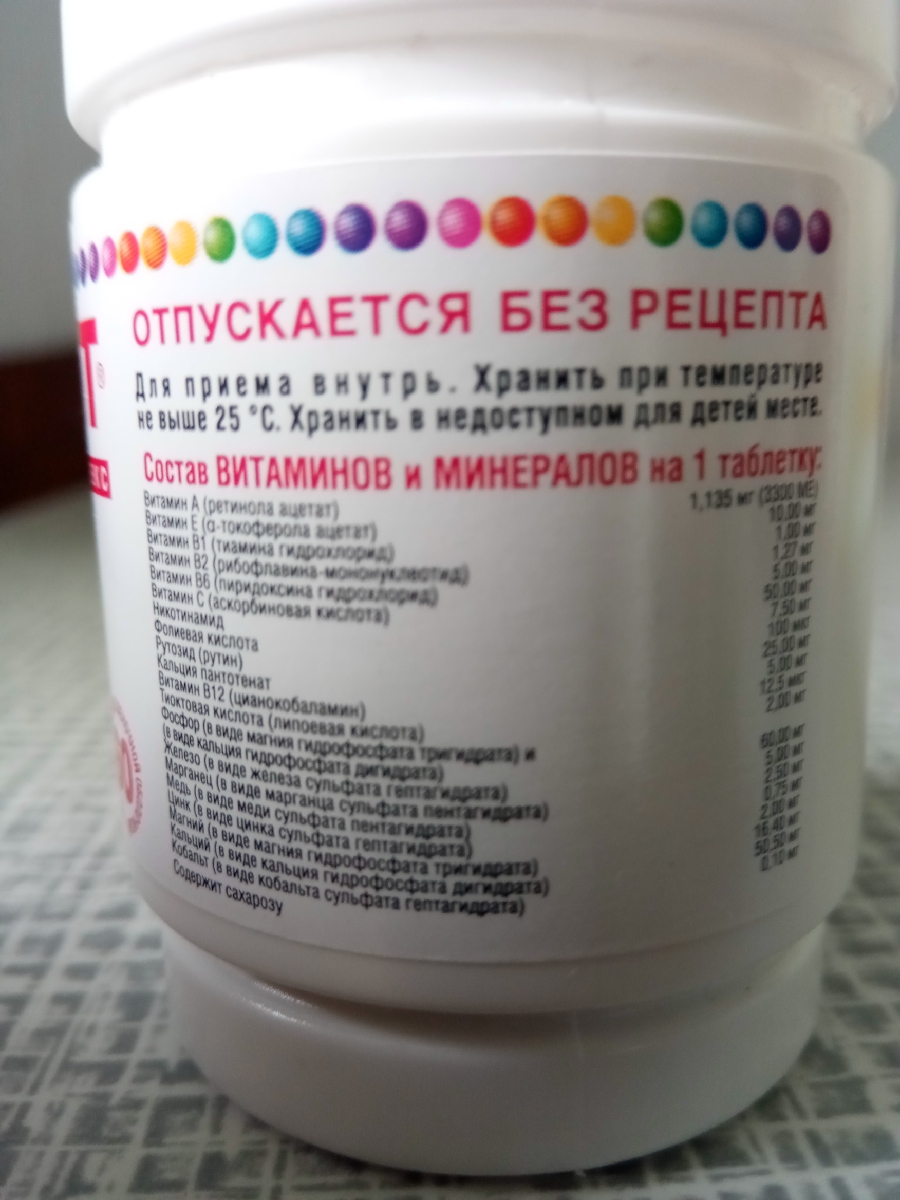 Т®
ОТПУСКАЕТСЯ БЕЗ РЕЦЕПТА
Для приема внутрь. Хранить при температуре
не выше 25 °С. Хранить в недоступном для детей месте.
Состав ВИТАМИНОВ и МИНЕРАЛОВ на 1 таблетку:
Витамин А (ретинола ацетат) 1,135 мг (3300 МЕ)
Витамин Е (α-токоферола ацетат) 10,00 мг
Витамин В1 (тиамина гидрохлорид) 1,00 мг
Витамин В2 (рибофлавина-мононуклеотид) 1,27 мг
Витамин В6 (пиридоксина гидрохлорид) 5,00 мг
Витамин С (аскорбиновая кислота) 50,00 мг
Никотинамид 7,50 мг
Фолиевая кислота 100 мкг
Рутозид (рутин) 25,00 мг
Кальция пантотенат 5,00 мг
Витамин В12 (цианокобаламин) 12,5 мкг
Тиоктовая кислота (липоевая кислота) 2,00 мг
Фосфор (в виде магния гидрофосфата тригидрата) и
(в виде кальция гидрофосфата дигидрата) 60,00 мг
Железо (в виде железа сульфата гептагидрата) 5,00 мг
Марганец (в виде марганца сульфата пентагидрата) 2,50 мг
Медь (в виде меди сульфата пентагидрата) 0,75 мг
Цинк (в виде цинка сульфата гептагидрата) 2,00 мг
Магний (в виде магния гидрофосфата тригидрата) 16,40 мг
Кальций (в виде кальция гидрофосфата дигидрата) 50,50 мг
Кобальт (в виде кобальта сульфата гептагидрата) 0,10 мг
Содержит сахарозу